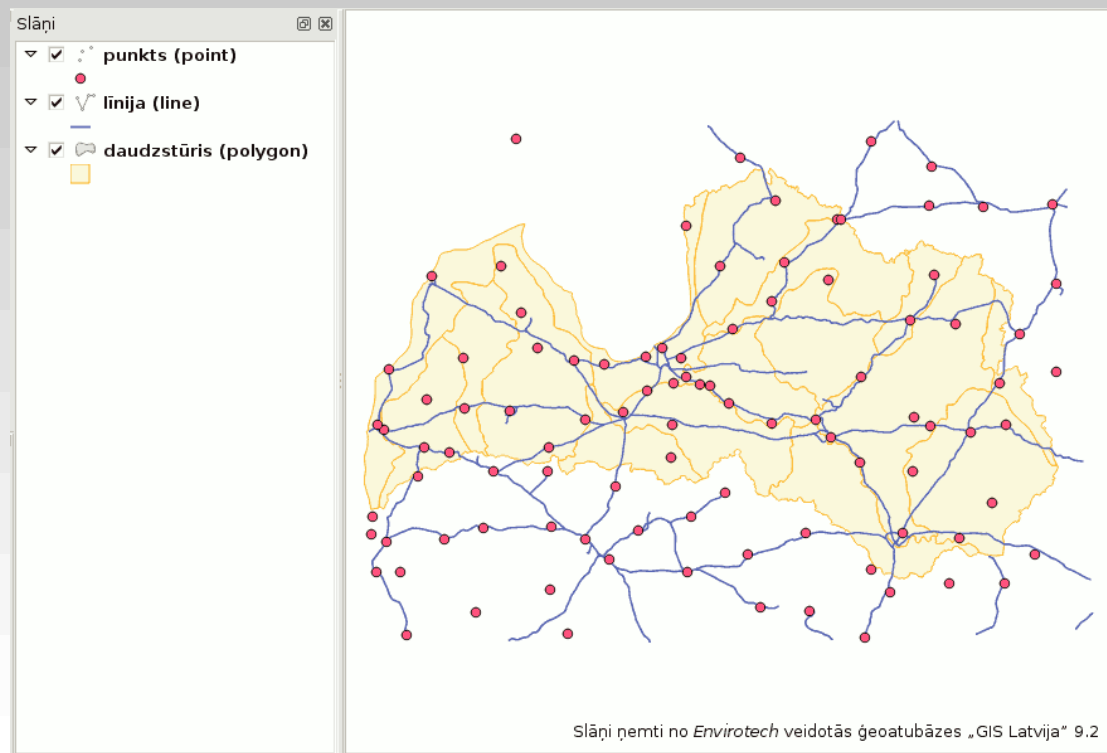 Slāņi
punkts (point)
līnija (line)
daudzstūris (polygon)
Slāņi ņemti no Envirotech veidotās ģeoatubāzes „GIS Latvija” 9.2